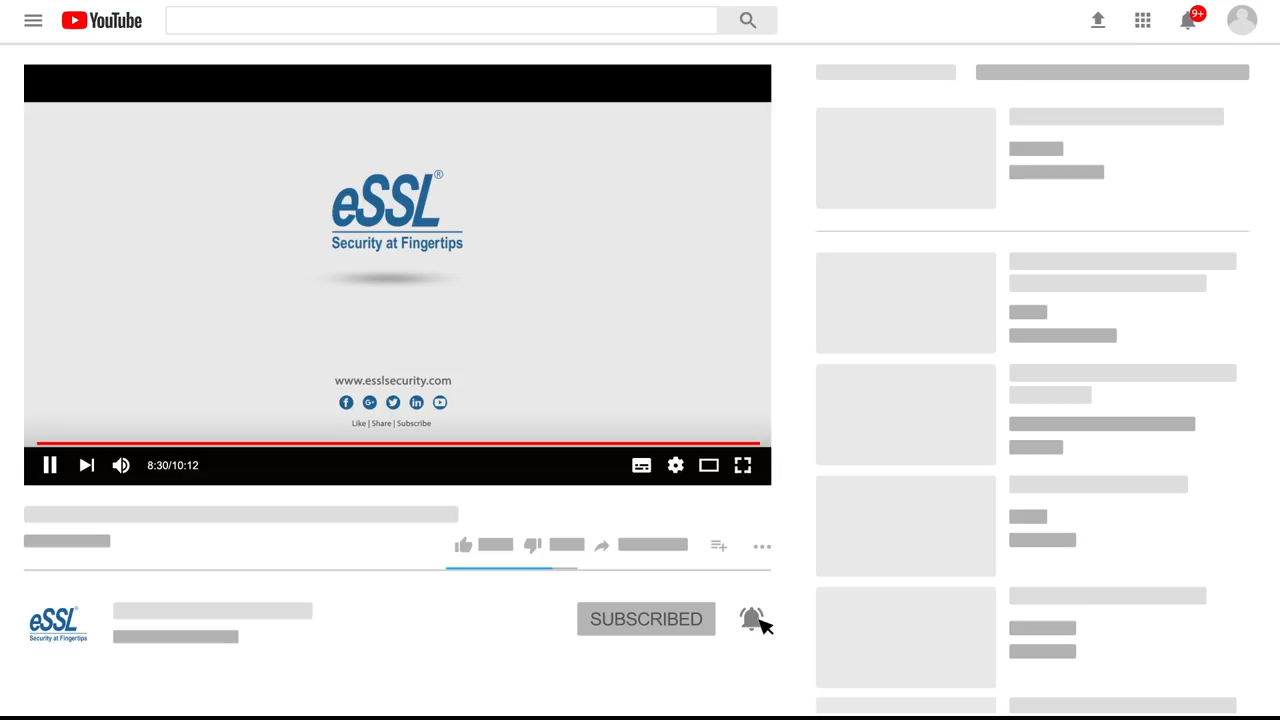 YouTube
9+
eSSL®
Security at Fingertips
www.esslsecurity.com
Like | Share | Subscribe
8:30/10:12
eSSL
Security at Fingertips
SUBSCRIBED